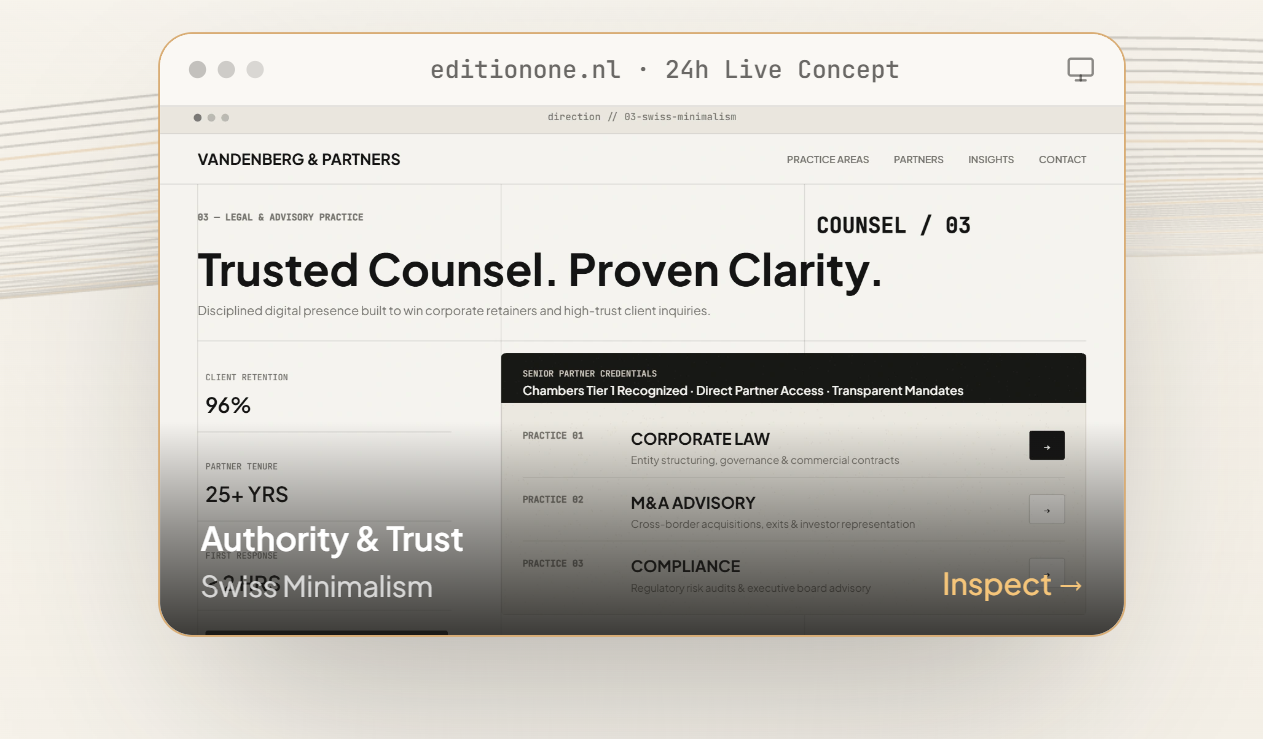 editionone.nl · 24h Live Concept
direction // 03-swiss-minimalism
VANDENBERG & PARTNERS
PRACTICE AREAS PARTNERS INSIGHTS CONTACT
03 — LEGAL & ADVISORY PRACTICE
COUNSEL / 03
Trusted Counsel. Proven Clarity.
Disciplined digital presence built to win corporate retainers and high-trust client inquiries.
CLIENT RETENTION
96%
PARTNER TENURE
25+ YRS
FIRST RESPONSE
SENIOR PARTNER CREDENTIALS
Chambers Tier 1 Recognized · Direct Partner Access · Transparent Mandates
PRACTICE 01
CORPORATE LAW
Entity structuring, governance & commercial contracts
→
PRACTICE 02
M&A ADVISORY
Cross-border acquisitions, exits & investor representation
→
PRACTICE 03
COMPLIANCE
Regulatory risk audits & executive board advisory
Authority & Trust
Swiss Minimalism
Inspect →